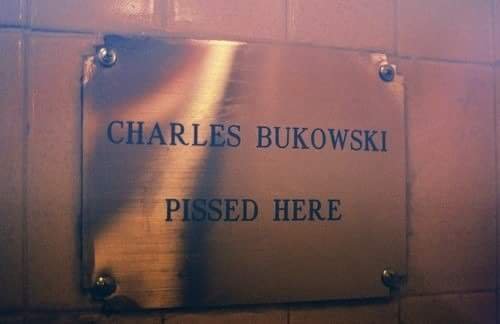 CHARLES BUKOWSKI
PISSED HERE